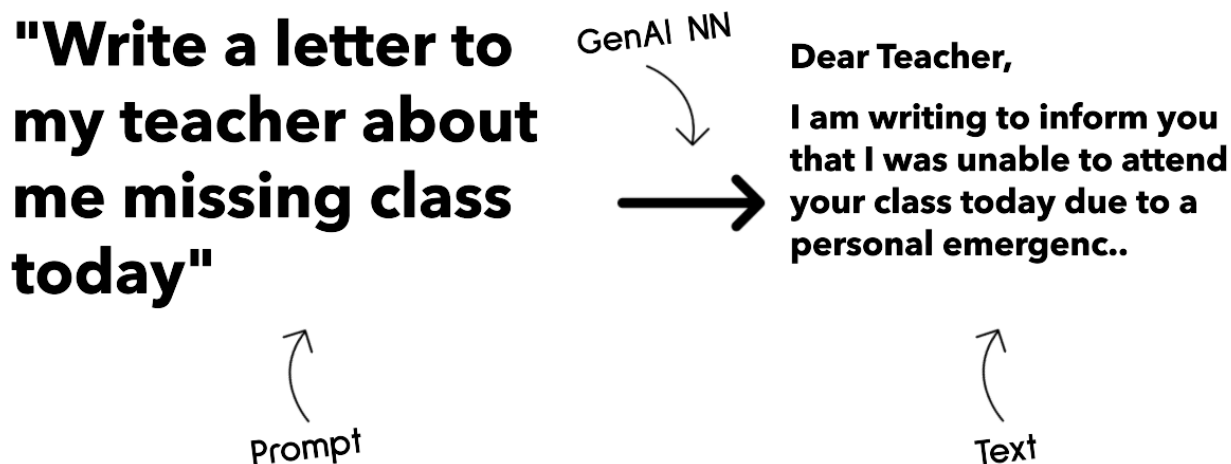 "Write a letter to
my teacher about
me missing class
today"
GenAI NN
Dear Teacher,
I am writing to inform you
that I was unable to attend
your class today due to a
personal emergenc..
Prompt
Text